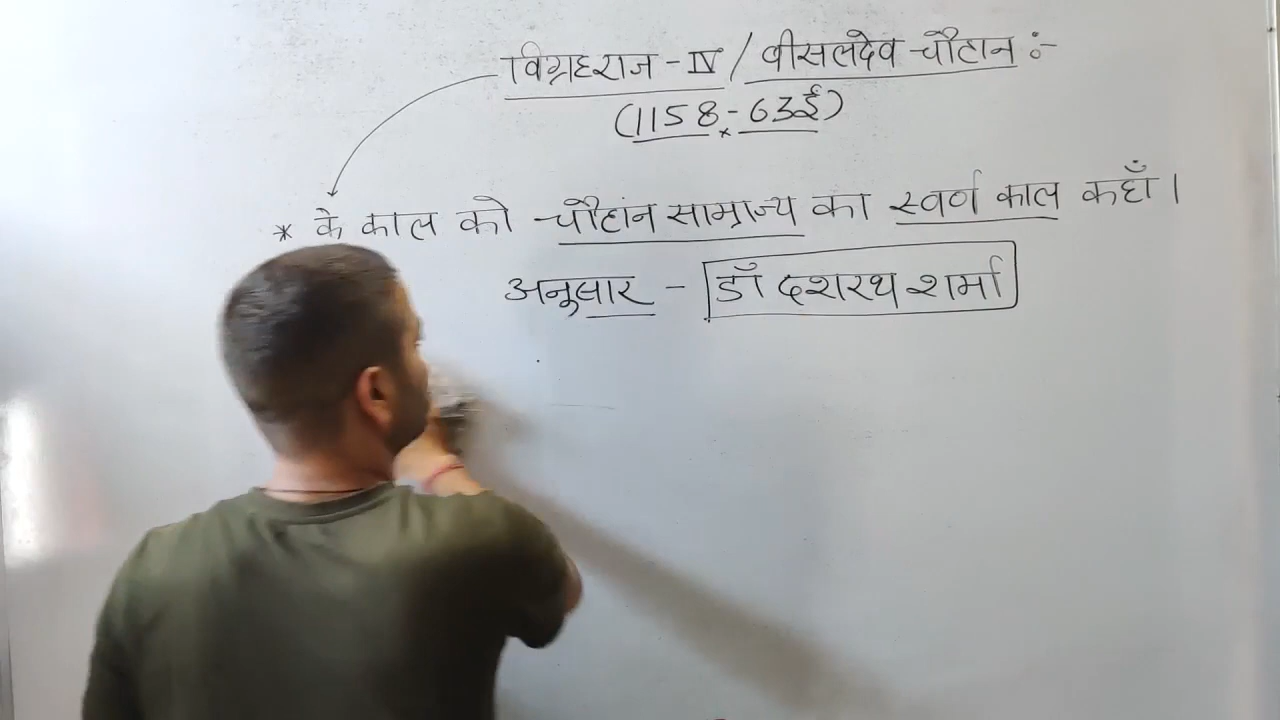 विग्रहराज - IV / बीसलदेव चौहान :-
(1158 - 63ई)
* के काल को चौहांन साम्राज्य का स्वर्ण काल कहाँ।
अनुसार - डॉ दशरथ शर्मा